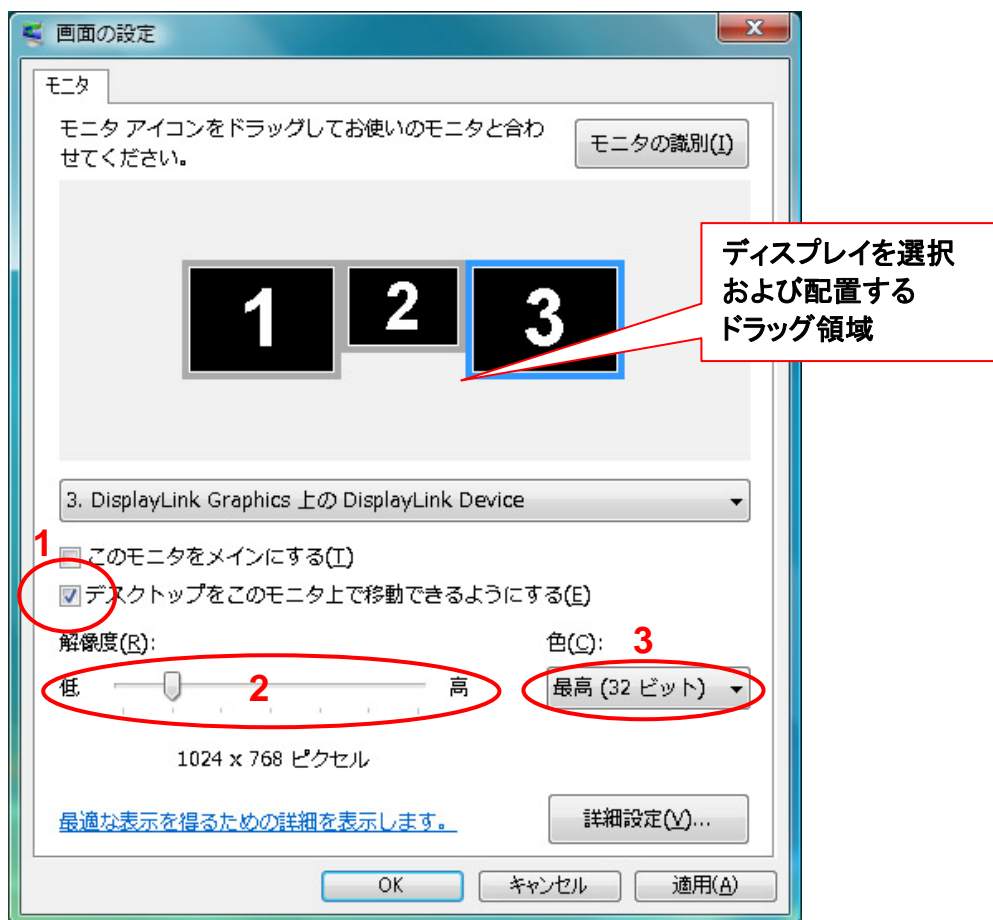 画面の設定
モニタ
モニタ アイコンをドラッグしてお使いのモニタと合わ
せてください。
モニタの識別(I)
1
2
3
ディスプレイを選択
および配置する
ドラッグ領域
3. DisplayLink Graphics 上の DisplayLink Device
1
このモニタをメインにする(T)
デスクトップをこのモニタ上で移動できるようにする(E)
解像度(R):
色(C):
3
低
2
高
最高 (32 ビット)
1024 x 768 ピクセル
最適な表示を得るための詳細を表示します。
詳細設定(V)...
OK
キャンセル
適用(A)